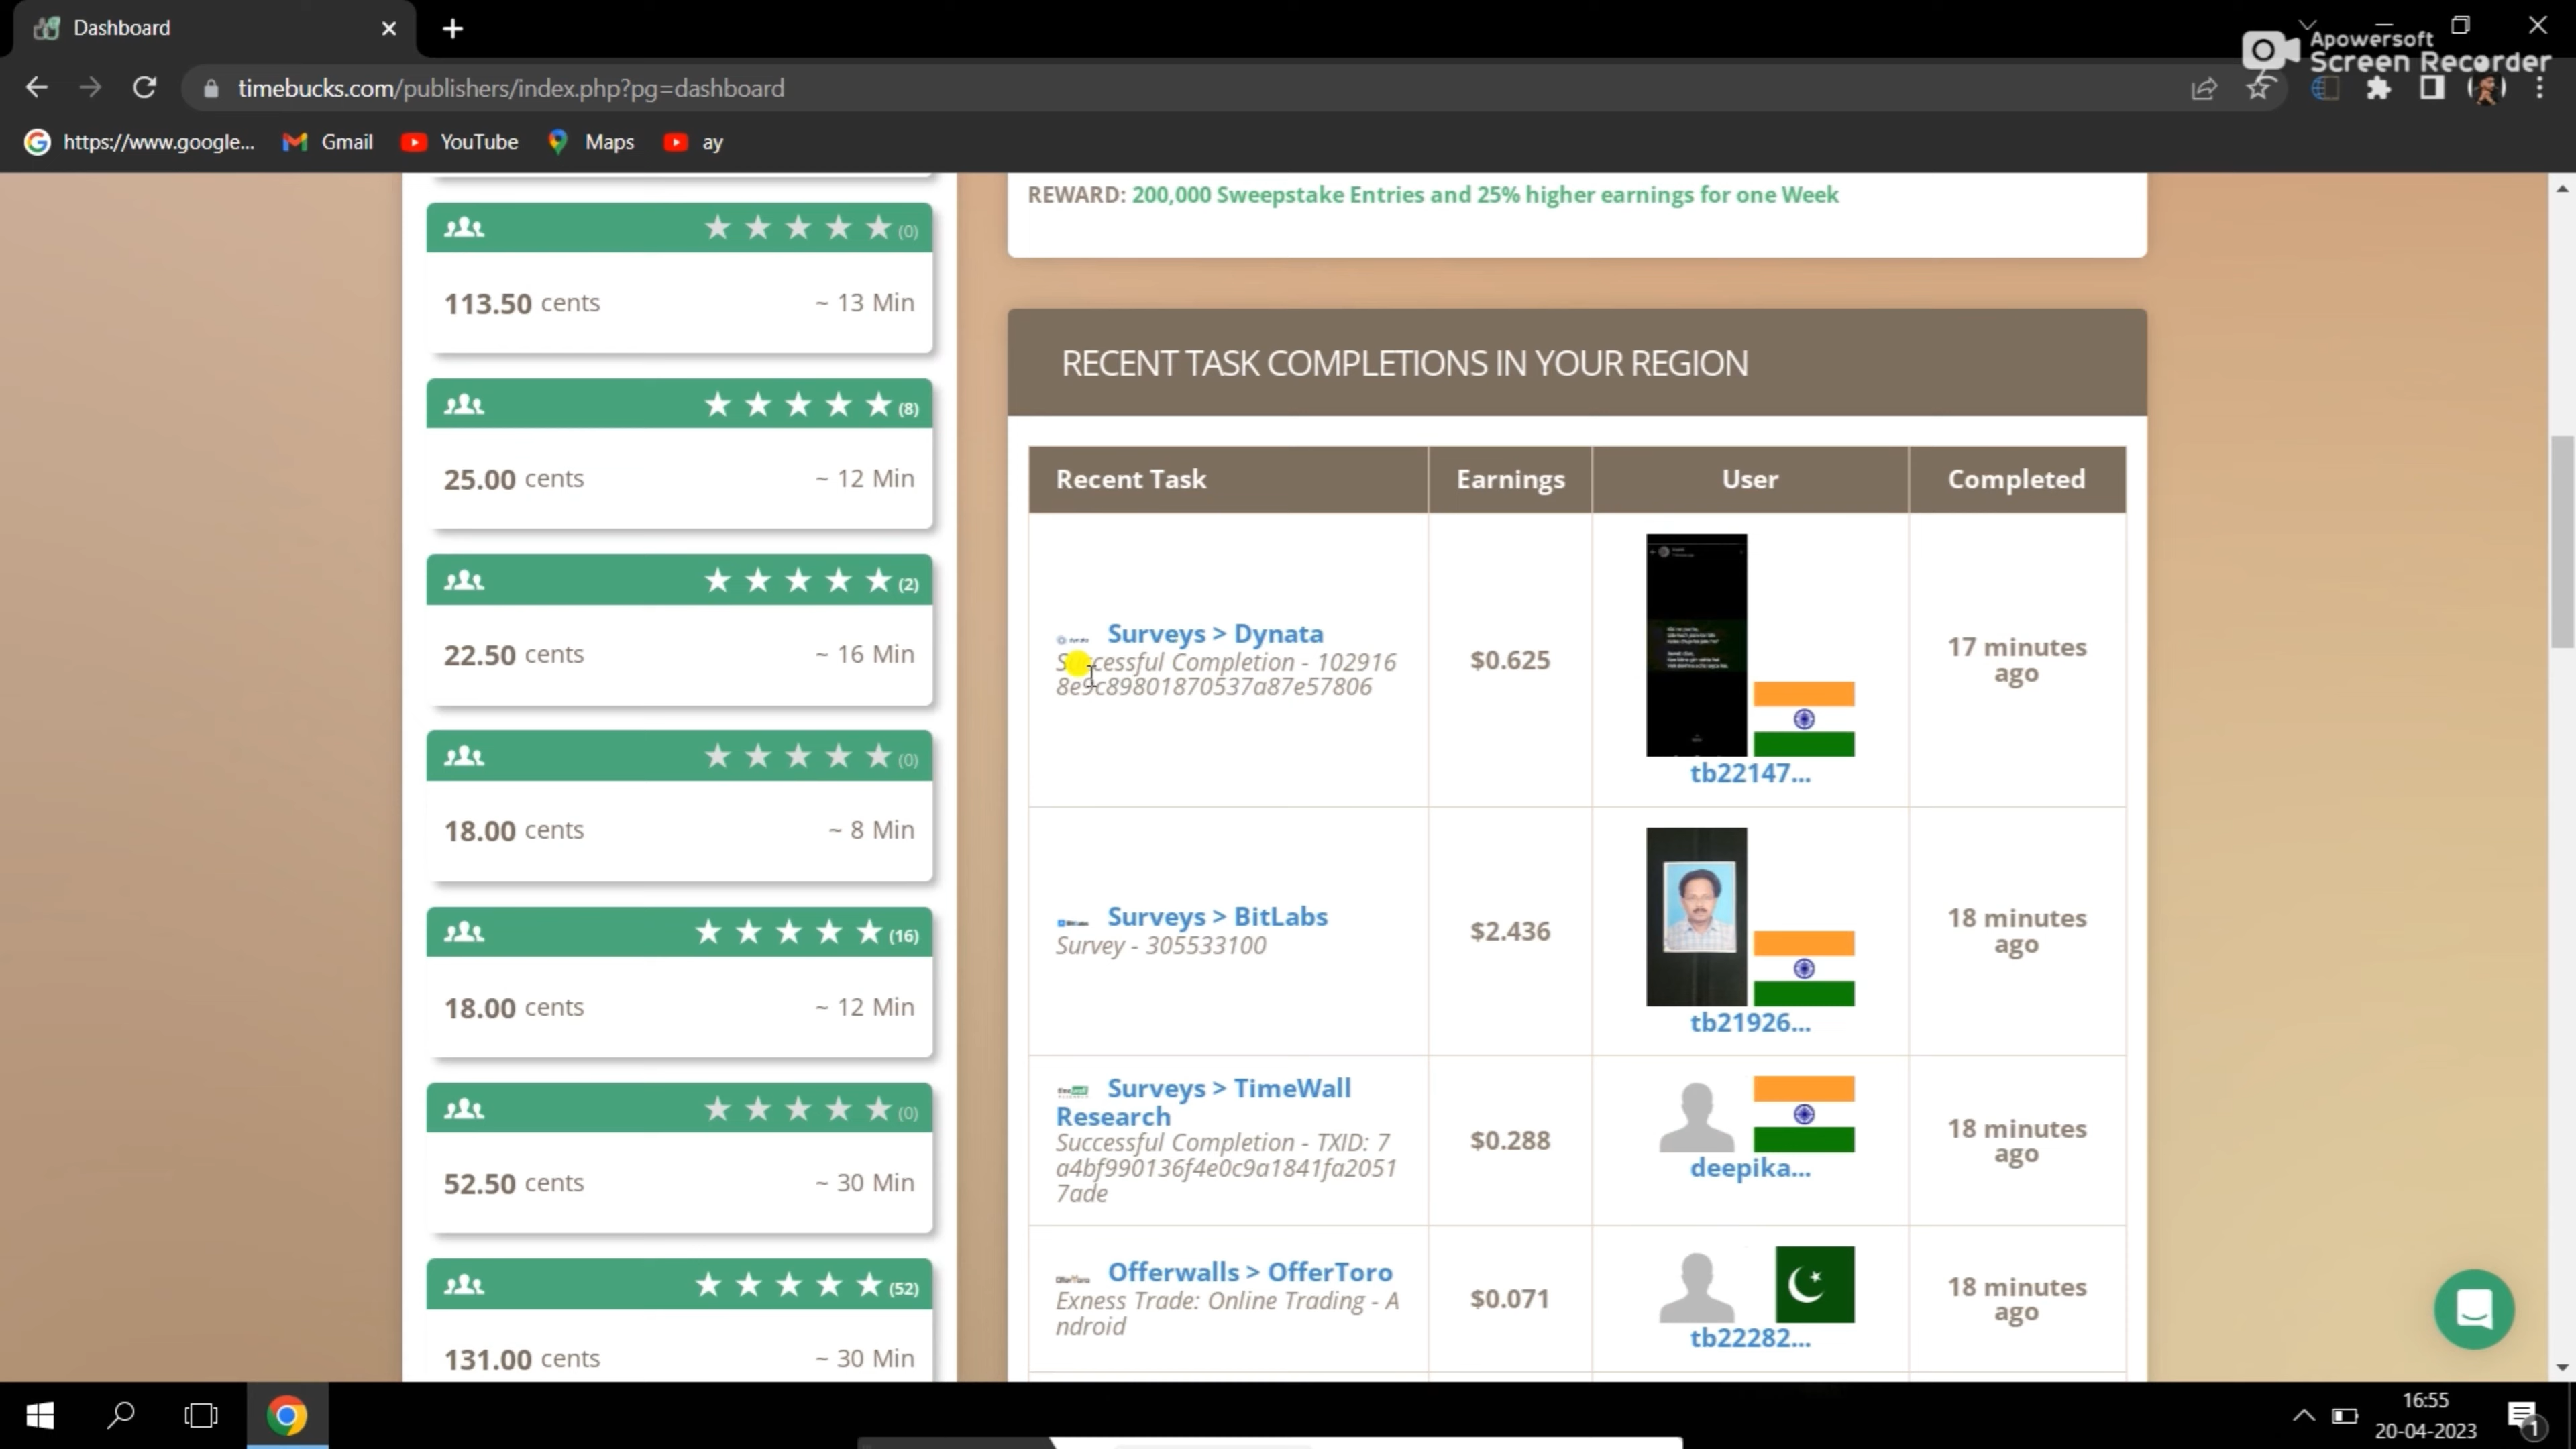 Dashboard
Apowersoft
Screen Recorder
timebucks.com/publishers/index.php?pg=dashboard
https://www.google...
Gmail
YouTube
Maps
ay
(0)
113.50 cents
~ 13 Min
(8)
25.00 cents
~ 12 Min
(2)
22.50 cents
~ 16 Min
(0)
18.00 cents
~ 8 Min
(16)
18.00 cents
~ 12 Min
(0)
52.50 cents
~ 30 Min
(52)
131.00 cents
~ 30 Min
REWARD: 200,000 Sweepstake Entries and 25% higher earnings for one Week
RECENT TASK COMPLETIONS IN YOUR REGION
Recent Task
Earnings
User
Completed
Surveys > Dynata
Successful Completion - 102916
8e9c89801870537a87e57806
$0.625
tb22147...
17 minutes
ago
Surveys > BitLabs
Survey - 305533100
$2.436
tb21926...
18 minutes
ago
Surveys > TimeWall
Research
Successful Completion - TXID: 7
a4bf990136f4e0c9a1841fa2051
7ade
$0.288
deepika...
18 minutes
ago
Offerwalls > OfferToro
Exness Trade: Online Trading - A
ndroid
$0.071
tb22282...
18 minutes
ago
16:55
20-04-2023
1